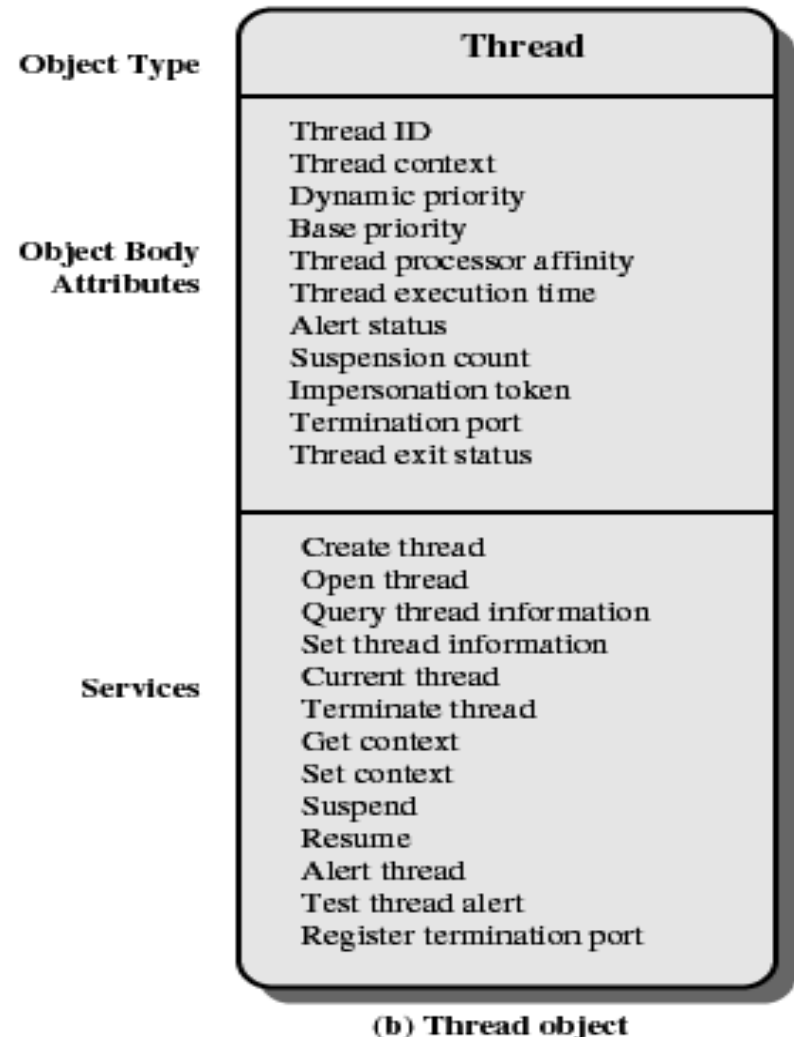 Object Type
Thread
Object Body
Attributes
Thread ID
Thread context
Dynamic priority
Base priority
Thread processor affinity
Thread execution time
Alert status
Suspension count
Impersonation token
Termination port
Thread exit status
Services
Create thread
Open thread
Query thread information
Set thread information
Current thread
Terminate thread
Get context
Set context
Suspend
Resume
Alert thread
Test thread alert
Register termination port
(b) Thread object